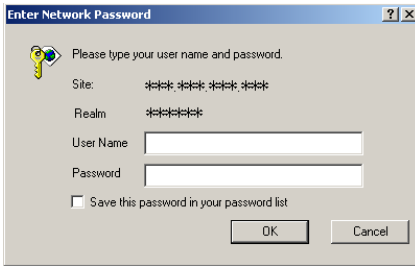 Enter Network Password
Please type your user name and password.
Site: ***.***.***.***
Realm ******
User Name
Password
Save this password in your password list
OK Cancel